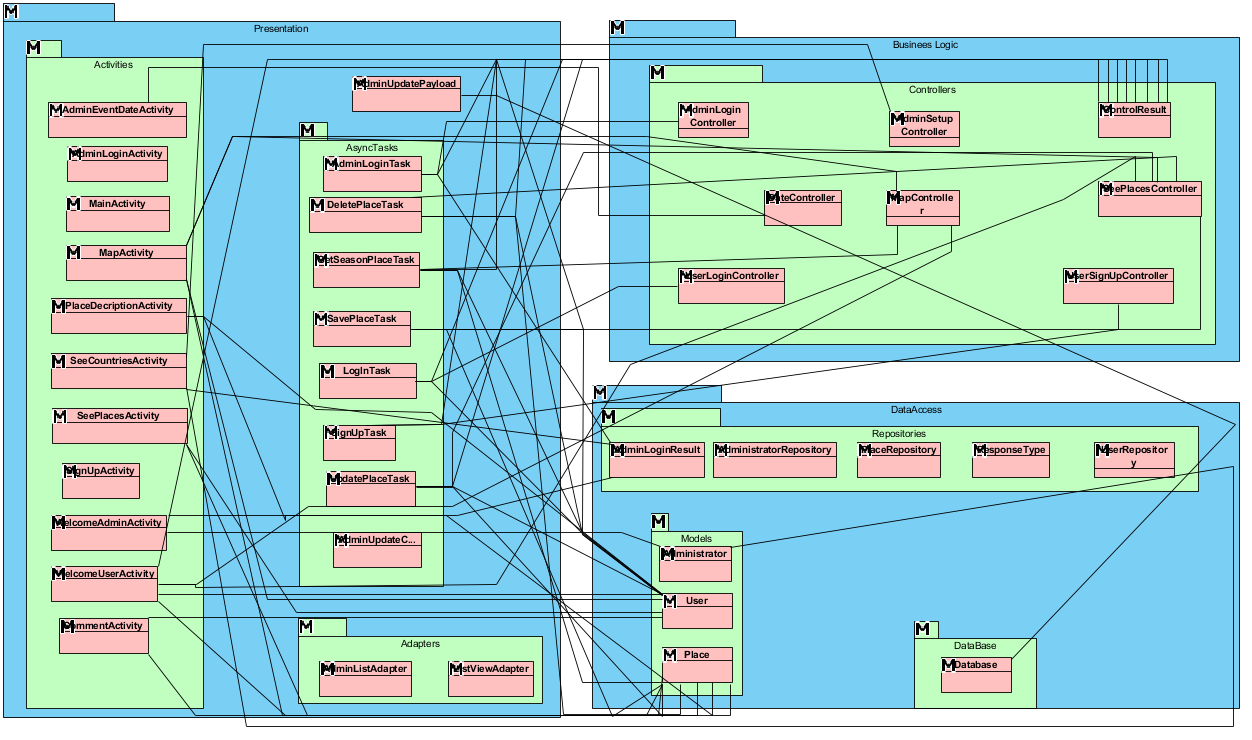 Presentation
Activities
AdminEventDateActivity
AdminLoginActivity
MainActivity
MapActivity
PlaceDecriptionActivity
SeeCountriesActivity
SeePlacesActivity
SignUpActivity
WelcomeAdminActivity
WelcomeUserActivity
CommentActivity
AdminUpdatePayload
AsyncTasks
AdminLoginTask
DeletePlaceTask
GetSeasonPlaceTask
SavePlaceTask
LogInTask
SignUpTask
UpdatePlaceTask
AdminUpdateC...
Adapters
AdminListAdapter
ListViewAdapter
Businees Logic
Controllers
AdminLogin
Controller
AdminSetup
Controller
ControlResult
DateController
MapControlle
r
SeePlacesController
UserLoginController
UserSignUpController
DataAccess
Repositories
AdminLoginResult
AdministratorRepository
PlaceRepository
ResponseType
UserRepositor
y
Models
Administrator
User
Place
DataBase
Database